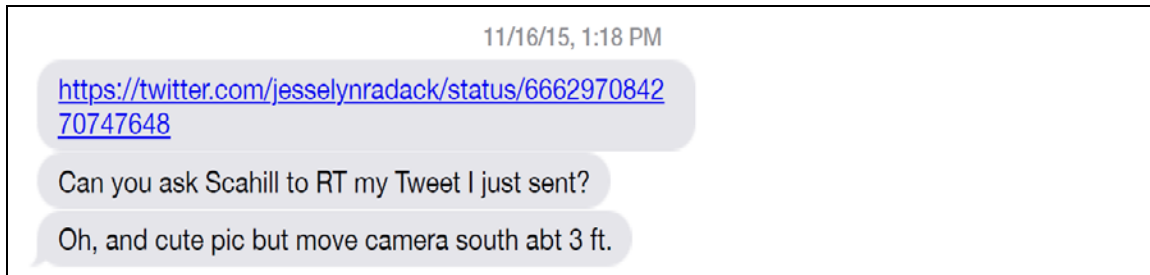 11/16/15, 1:18 PM
https://twitter.com/jesselynradack/status/6662970842
70747648
Can you ask Scahill to RT my Tweet I just sent?
Oh, and cute pic but move camera south abt 3 ft.